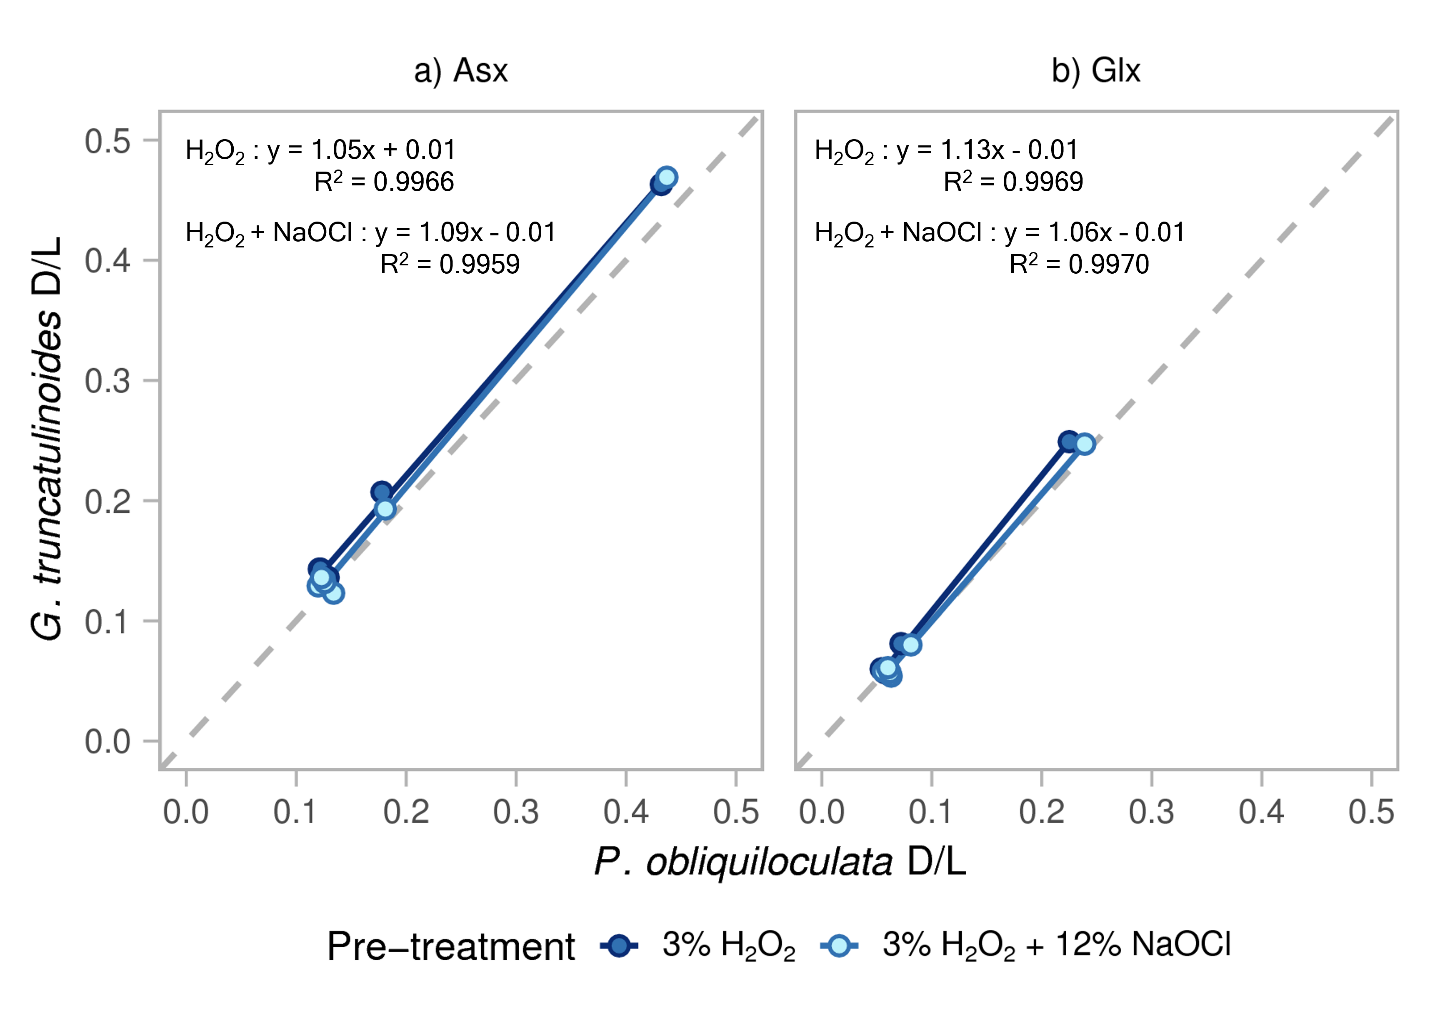 a) Asx
b) Glx
H₂O₂ : y = 1.05x + 0.01
R² = 0.9966
H₂O₂ + NaOCl : y = 1.09x - 0.01
R² = 0.9959
H₂O₂ : y = 1.13x - 0.01
R² = 0.9969
H₂O₂ + NaOCl : y = 1.06x - 0.01
R² = 0.9970
G. truncatulinoides D/L
0.5
0.4
0.3
0.2
0.1
0.0
0.0 0.1 0.2 0.3 0.4 0.5
0.0 0.1 0.2 0.3 0.4 0.5
P. obliquiloculata D/L
Pre−treatment 3% H₂O₂ 3% H₂O₂ + 12% NaOCl